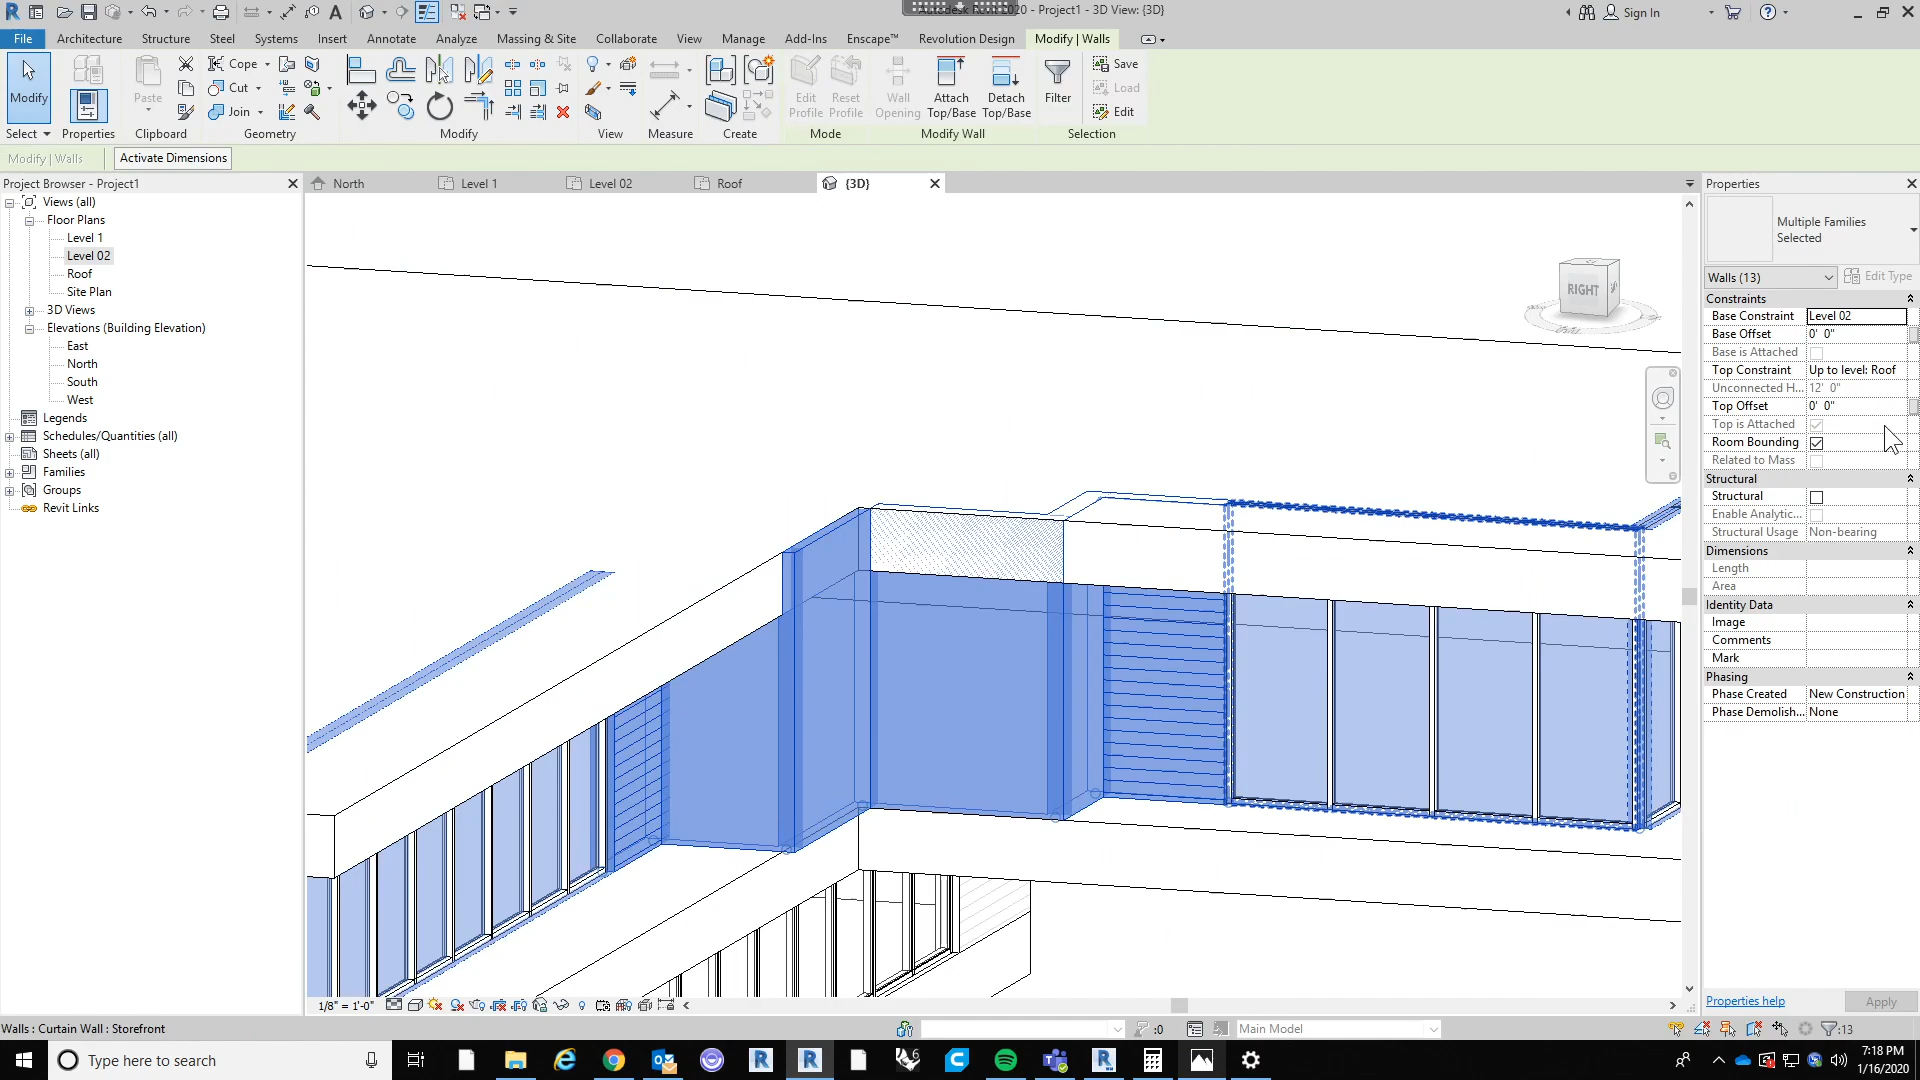 Autodesk Revit 2020 - Project1 - 3D View: {3D}
Sign In
File Architecture Structure Steel Systems Insert Annotate Analyze Massing & Site Collaborate View Manage Add-Ins Enscape™ Revolution Design Modify | Walls
Modify
Select
Properties
Paste
Clipboard
Cope
Cut
Join
Geometry
Modify
View
Measure
Create
Edit Profile
Reset Profile
Mode
Wall Opening
Attach Top/Base
Detach Top/Base
Modify Wall
Filter
Save
Load
Edit
Selection
Modify | Walls
Activate Dimensions
Project Browser - Project1
Views (all)
Floor Plans
Level 1
Level 02
Roof
Site Plan
3D Views
Elevations (Building Elevation)
East
North
South
West
Legends
Schedules/Quantities (all)
Sheets (all)
Families
Groups
Revit Links
North
Level 1
Level 02
Roof
{3D}
RIGHT
1/8" = 1'-0"
Properties
Multiple Families Selected
Walls (13)
Edit Type
Constraints
Base Constraint Level 02
Base Offset 0' 0"
Base is Attached
Top Constraint Up to level: Roof
Unconnected H... 12' 0"
Top Offset 0' 0"
Top is Attached
Room Bounding
Related to Mass
Structural
Structural
Enable Analytic...
Structural Usage Non-bearing
Dimensions
Length
Area
Identity Data
Image
Comments
Mark
Phasing
Phase Created New Construction
Phase Demolish... None
Properties help
Apply
Walls : Curtain Wall : Storefront
:0
Main Model
:13
Type here to search
7:18 PM
1/16/2020